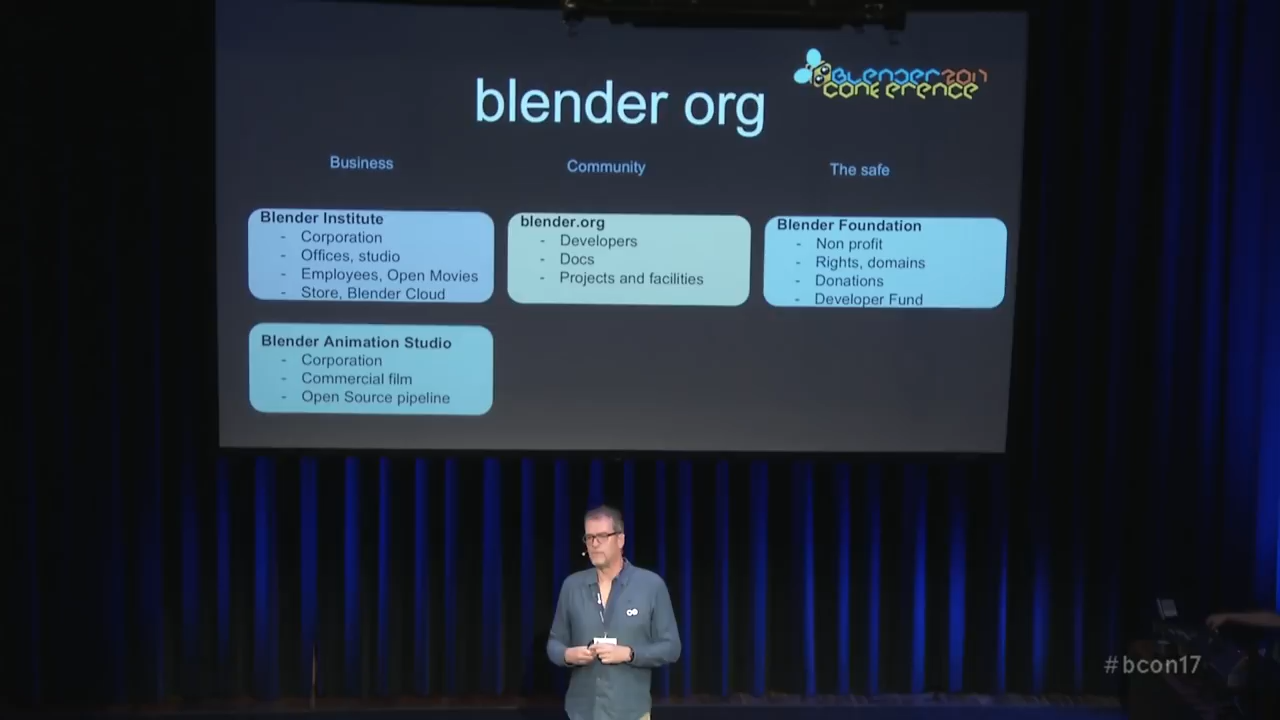 blender org
BLENDER 2017
CONFERENCE
Business
Community
The safe
Blender Institute
- Corporation
- Offices, studio
- Employees, Open Movies
- Store, Blender Cloud
blender.org
- Developers
- Docs
- Projects and facilities
Blender Foundation
- Non profit
- Rights, domains
- Donations
- Developer Fund
Blender Animation Studio
- Corporation
- Commercial film
- Open Source pipeline
#bcon17